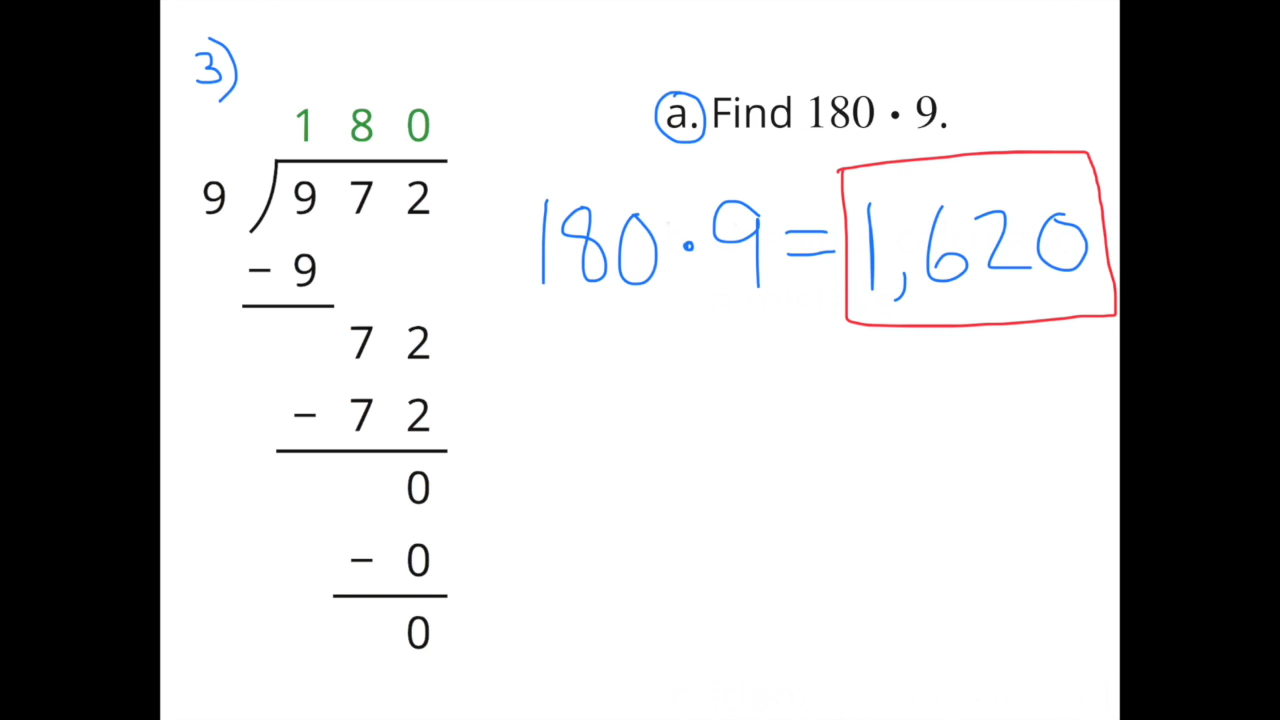 3)
1 8 0
9 ) 9 7 2
− 9
7 2
− 7 2
0
− 0
0
a. Find 180 · 9.
180 · 9 = 1,620